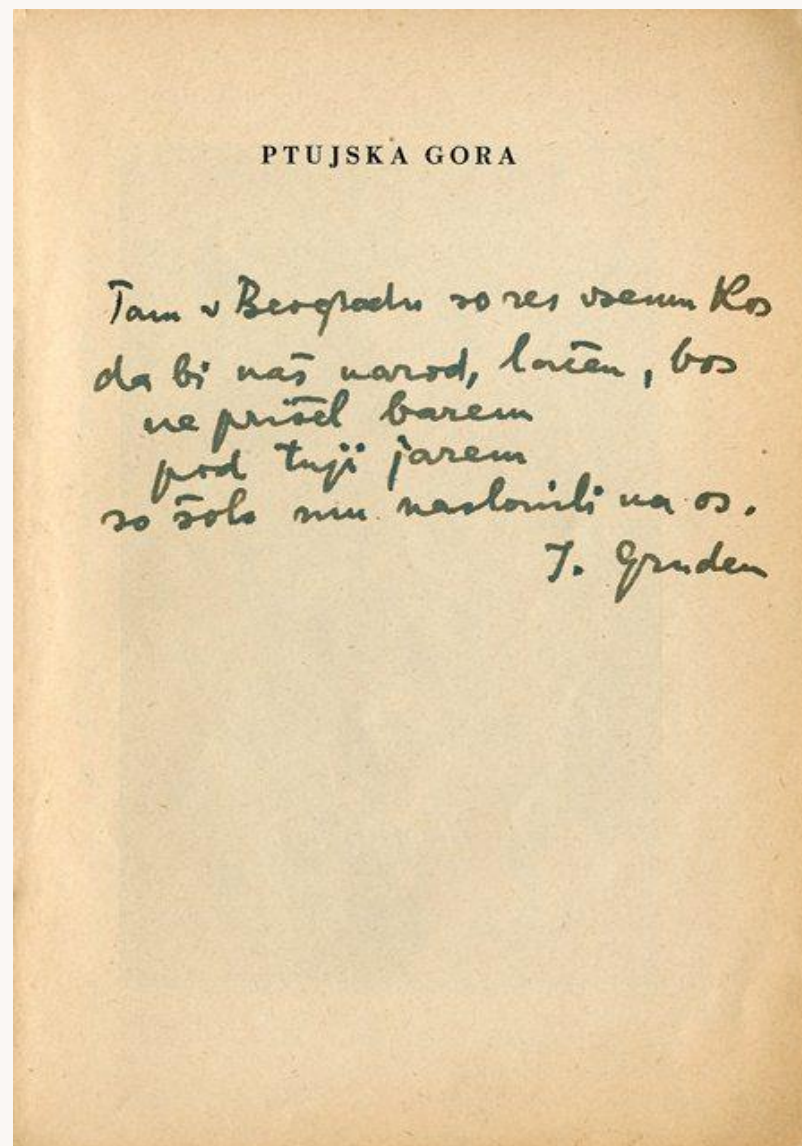 PTUJSKA GORA
Tam v Beogradu so res vsemu kos
da bi naš narod, lačen, bos
ne prišel barem
pod tuji jarem
so šolo mu naslonili na os.
I. Gruden